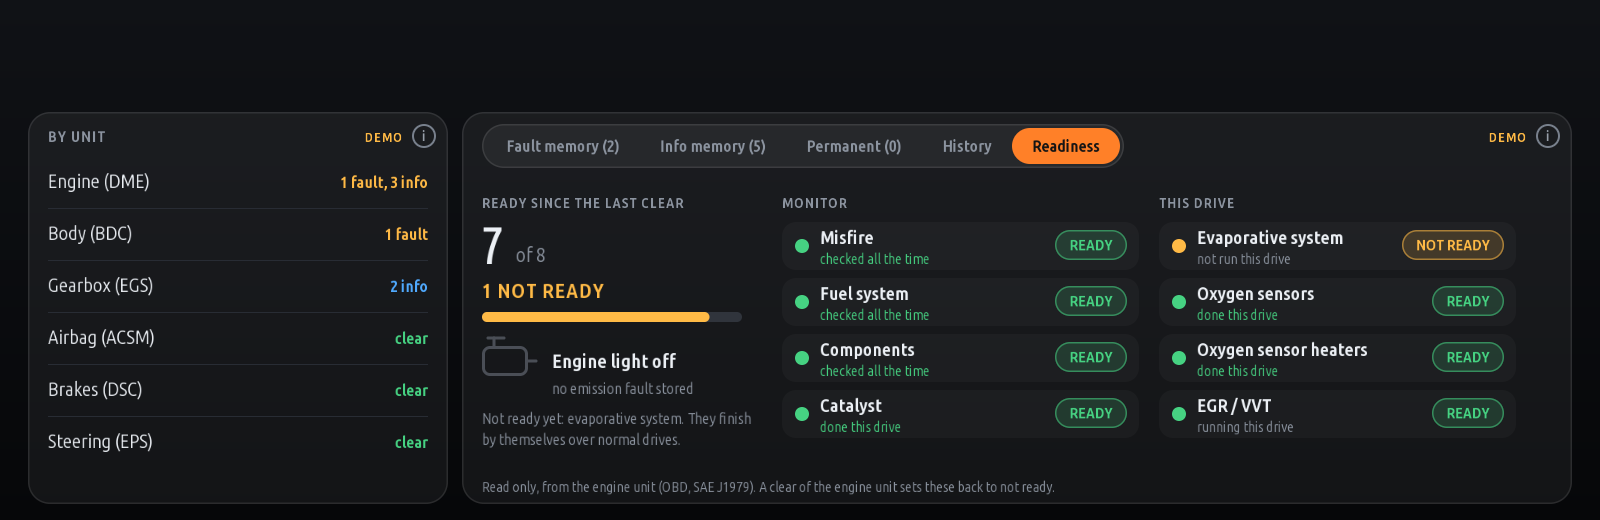 BY UNIT
DEMO
i
Engine (DME)
1 fault, 3 info
Body (BDC)
1 fault
Gearbox (EGS)
2 info
Airbag (ACSM)
clear
Brakes (DSC)
clear
Steering (EPS)
clear
Fault memory (2)
Info memory (5)
Permanent (0)
History
Readiness
DEMO
i
READY SINCE THE LAST CLEAR
7 of 8
1 NOT READY
Engine light off
no emission fault stored
Not ready yet: evaporative system. They finish
by themselves over normal drives.
MONITOR
Misfire
checked all the time
READY
Fuel system
checked all the time
READY
Components
checked all the time
READY
Catalyst
done this drive
READY
THIS DRIVE
Evaporative system
not run this drive
NOT READY
Oxygen sensors
done this drive
READY
Oxygen sensor heaters
done this drive
READY
EGR / VVT
running this drive
READY
Read only, from the engine unit (OBD, SAE J1979). A clear of the engine unit sets these back to not ready.